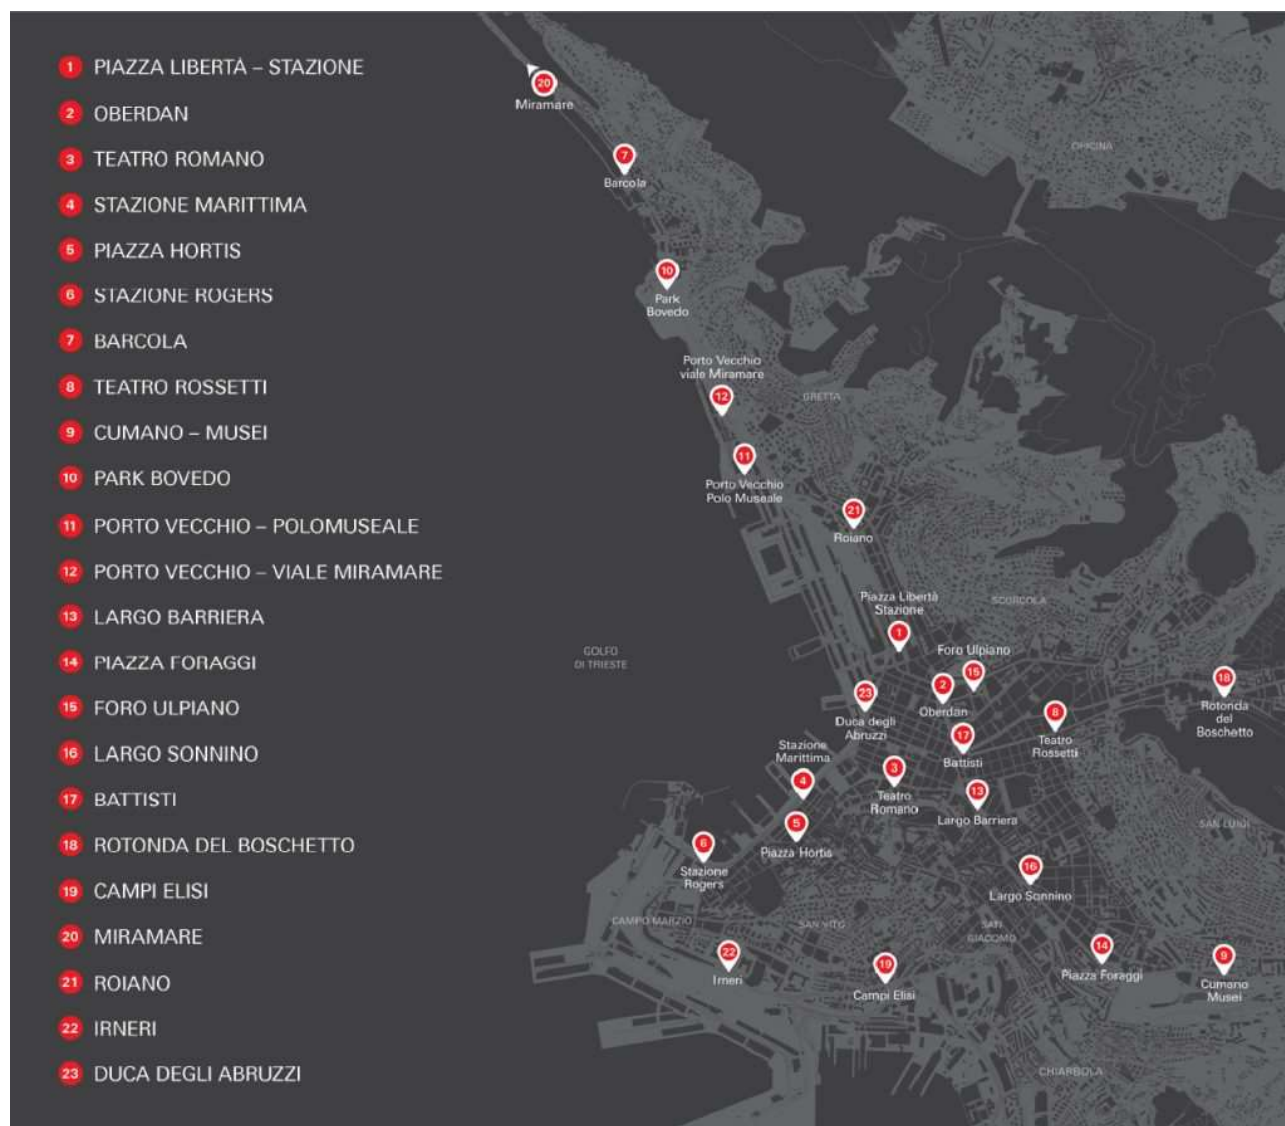 1 PIAZZA LIBERTÀ – STAZIONE
2 OBERDAN
3 TEATRO ROMANO
4 STAZIONE MARITTIMA
5 PIAZZA HORTIS
6 STAZIONE ROGERS
7 BARCOLA
8 TEATRO ROSSETTI
9 CUMANO – MUSEI
10 PARK BOVEDO
11 PORTO VECCHIO – POLOMUSEALE
12 PORTO VECCHIO – VIALE MIRAMARE
13 LARGO BARRIERA
14 PIAZZA FORAGGI
15 FORO ULPIANO
16 LARGO SONNINO
17 BATTISTI
18 ROTONDA DEL BOSCHETTO
19 CAMPI ELISI
20 MIRAMARE
21 ROIANO
22 IRNERI
23 DUCA DEGLI ABRUZZI
20
Miramare
OPICINA
7
Barcola
10
Park
Bovedo
Porto Vecchio
viale Miramare
12
GRETTA
11
Porto Vecchio
Polo Museale
21
Roiano
SCORCOLA
Piazza Libertà
Stazione
1
GOLFO
DI TRIESTE
Foro Ulpiano
15
2
Oberdan
23
Duca degli
Abruzzi
18
Rotonda
del
Boschetto
8
Teatro
Rossetti
17
Battisti
Stazione
Marittima
4
3
Teatro
Romano
13
Largo Barriera
5
Piazza Hortis
SAN LUIGI
6
Stazione
Rogers
16
Largo Sonnino
CAMPO MARZIO
SAN VITO
GIACOMO
22
Irneri
19
Campi Elisi
14
Piazza Foraggi
9
Cumano
Musei
CHIARBOLA